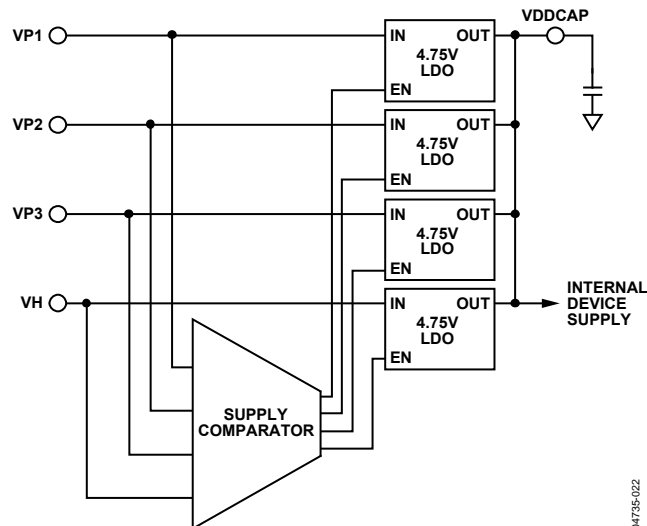 VP1
IN
OUT
4.75V
LDO
EN
VDDCAP
VP2
IN
OUT
4.75V
LDO
EN
VP3
IN
OUT
4.75V
LDO
EN
VH
IN
OUT
4.75V
LDO
EN
INTERNAL
DEVICE
SUPPLY
SUPPLY
COMPARATOR
04735-022